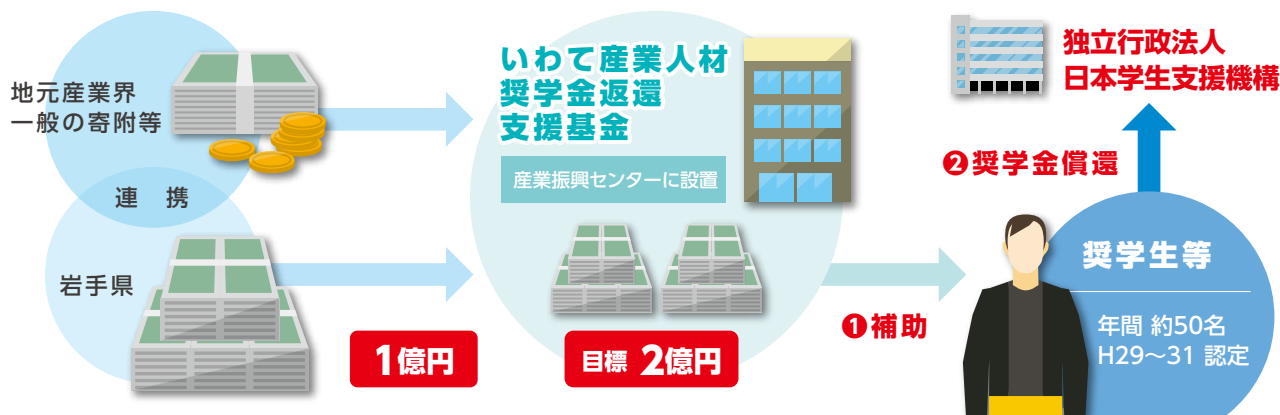 地元産業界
一般の寄附等
連 携
岩手県
1億円
いわて産業人材
奨学金返還
支援基金
産業振興センターに設置
目標 2億円
❶補助
独立行政法人
日本学生支援機構
❷奨学金償還
奨学生等
年間 約50名
H29〜31 認定